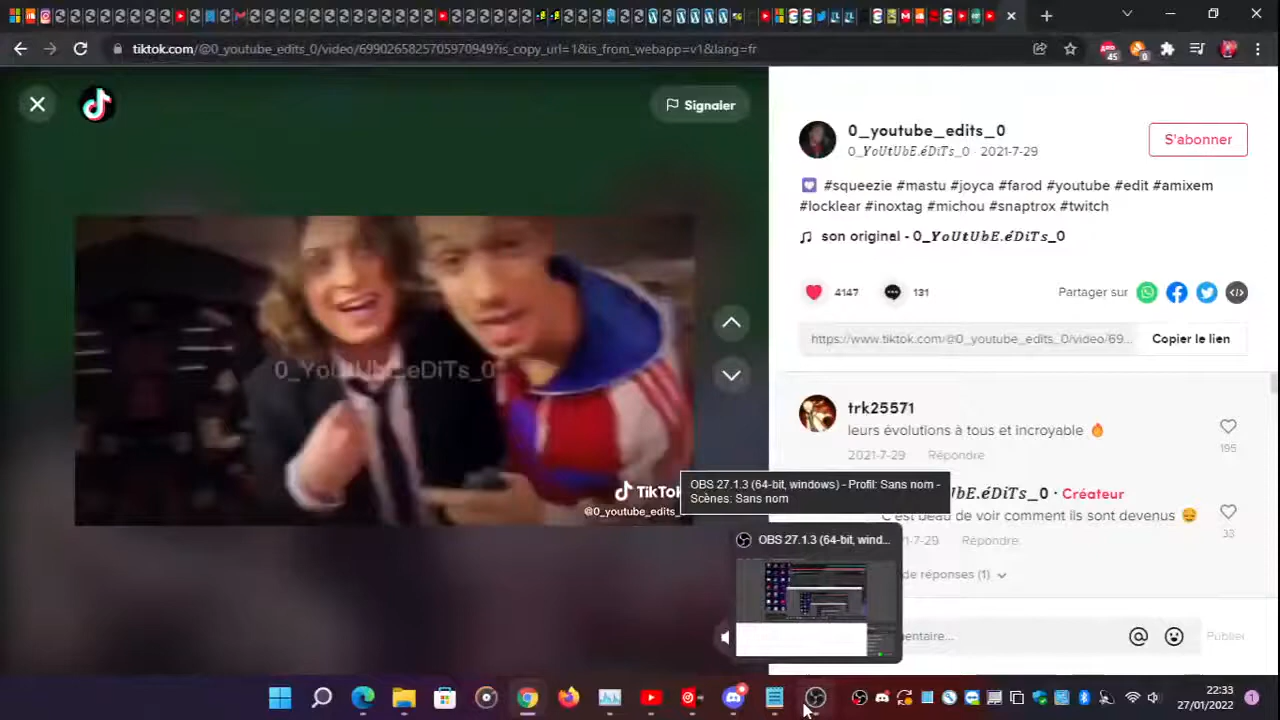 tiktok.com/@0_youtube_edits_0/video/6990265825705970949?is_copy_url=1&is_from_webapp=v1&lang=fr
45
0
Signaler
0_youtube_edits_0
0_YoUtUbE.éDiTs_0 · 2021-7-29
S'abonner
#squeezie #mastu #joyca #farod #youtube #edit #amixem
#locklear #inoxtag #michou #snaptrox #twitch
son original - 0_YoUtUbE.éDiTs_0
4147
131
Partager sur
https://www.tiktok.com/@0_youtube_edits_0/video/69...
Copier le lien
0_YoUtUbE_eDiTs_0
TikTok
@0_youtube_edits_
trk25571
leurs évolutions à tous et incroyable
2021-7-29
Répondre
195
OBS 27.1.3 (64-bit, windows) - Profil: Sans nom -
Scènes: Sans nom
UbE.éDiTs_0 · Créateur
C'est beau de voir comment ils sont devenus
33
-7-29
Répondre
OBS 27.1.3 (64-bit, wind...
de réponses (1)
entaire...
Publier
22:33
27/01/2022
1